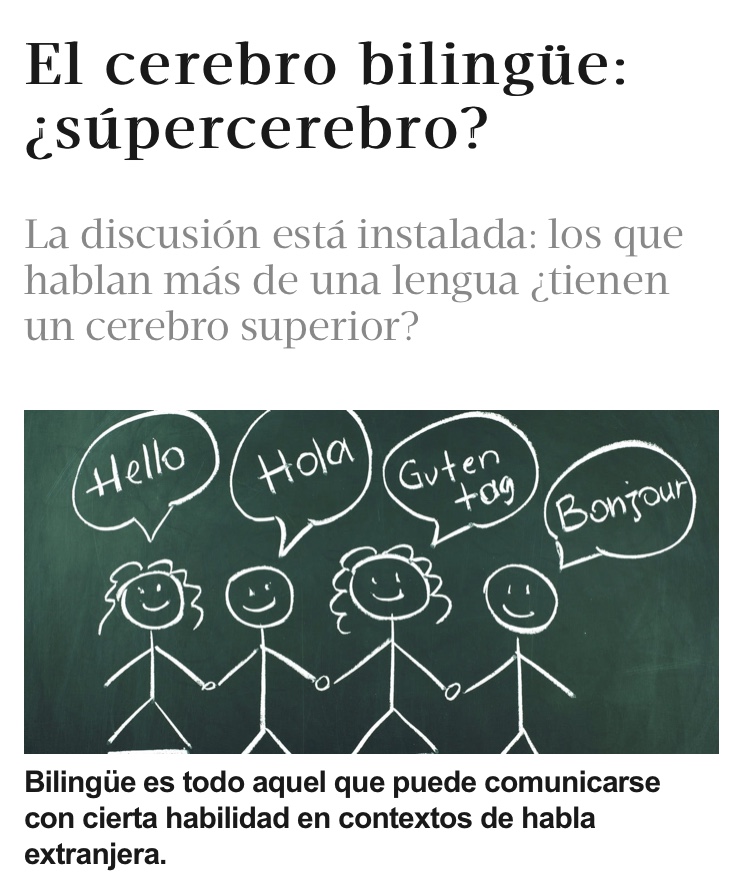 El cerebro bilingüe:
¿súpercerebro?
La discusión está instalada: los que
hablan más de una lengua ¿tienen
un cerebro superior?
Hello
Hola
Guten
tag
Bonjour
Bilingüe es todo aquel que puede comunicarse
con cierta habilidad en contextos de habla
extranjera.